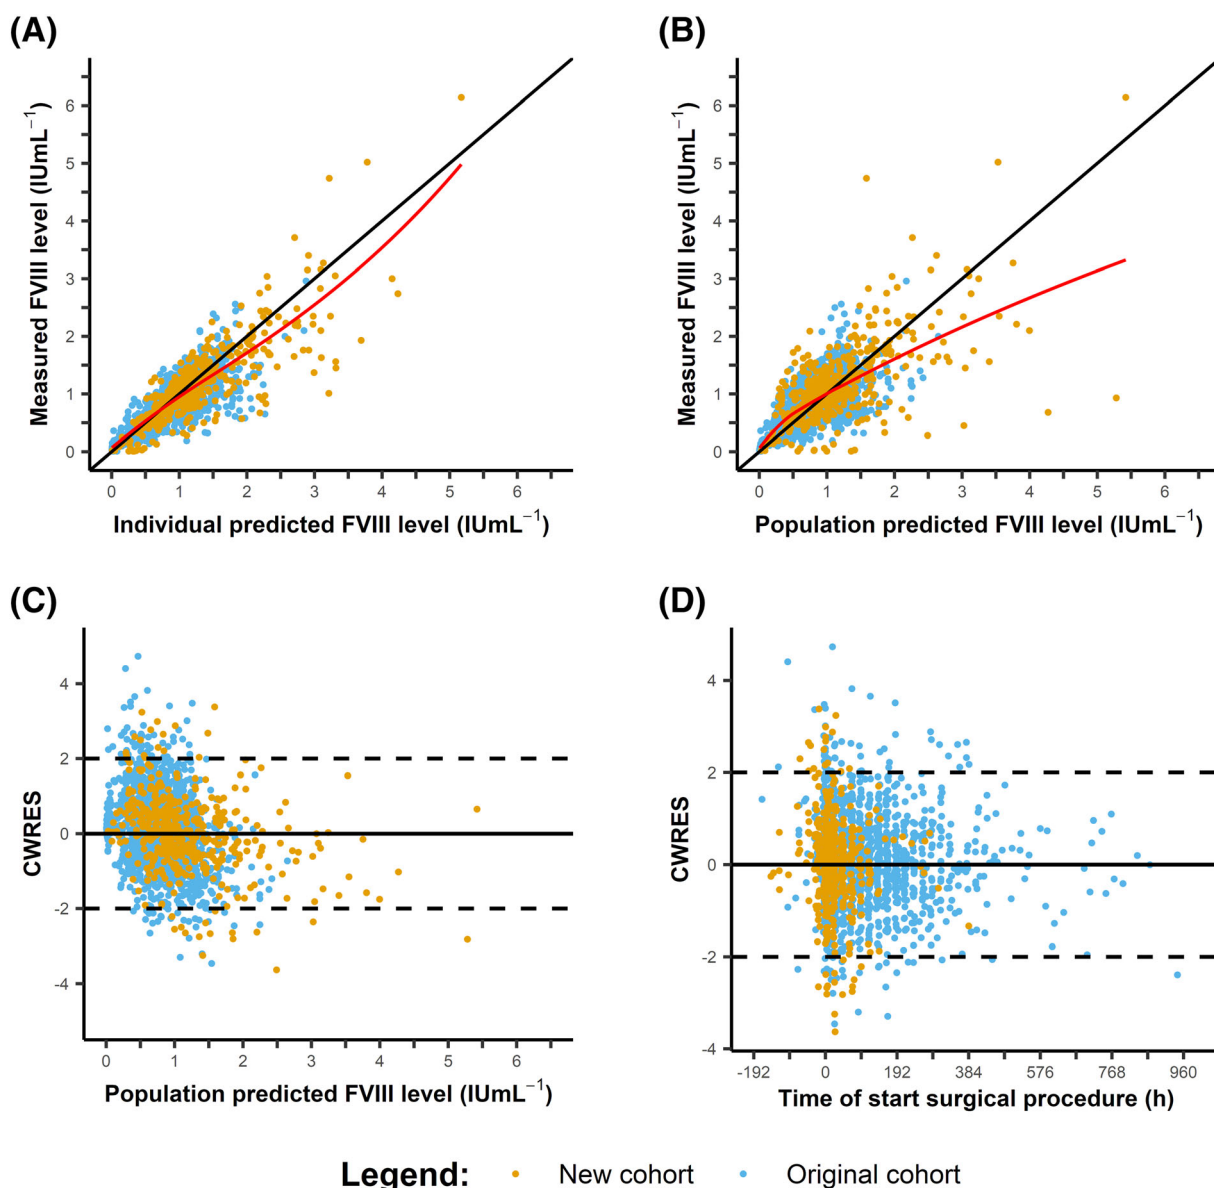 (A)
Measured FVIII level (IUmL⁻¹)
6
5
4
3
2
1
0
0 1 2 3 4 5 6
Individual predicted FVIII level (IUmL⁻¹)
(B)
Measured FVIII level (IUmL⁻¹)
6
5
4
3
2
1
0
0 1 2 3 4 5 6
Population predicted FVIII level (IUmL⁻¹)
(C)
CWRES
4
2
0
-2
-4
0 1 2 3 4 5 6
Population predicted FVIII level (IUmL⁻¹)
(D)
CWRES
4
2
0
-2
-4
-192 0 192 384 576 768 960
Time of start surgical procedure (h)
Legend: New cohort Original cohort